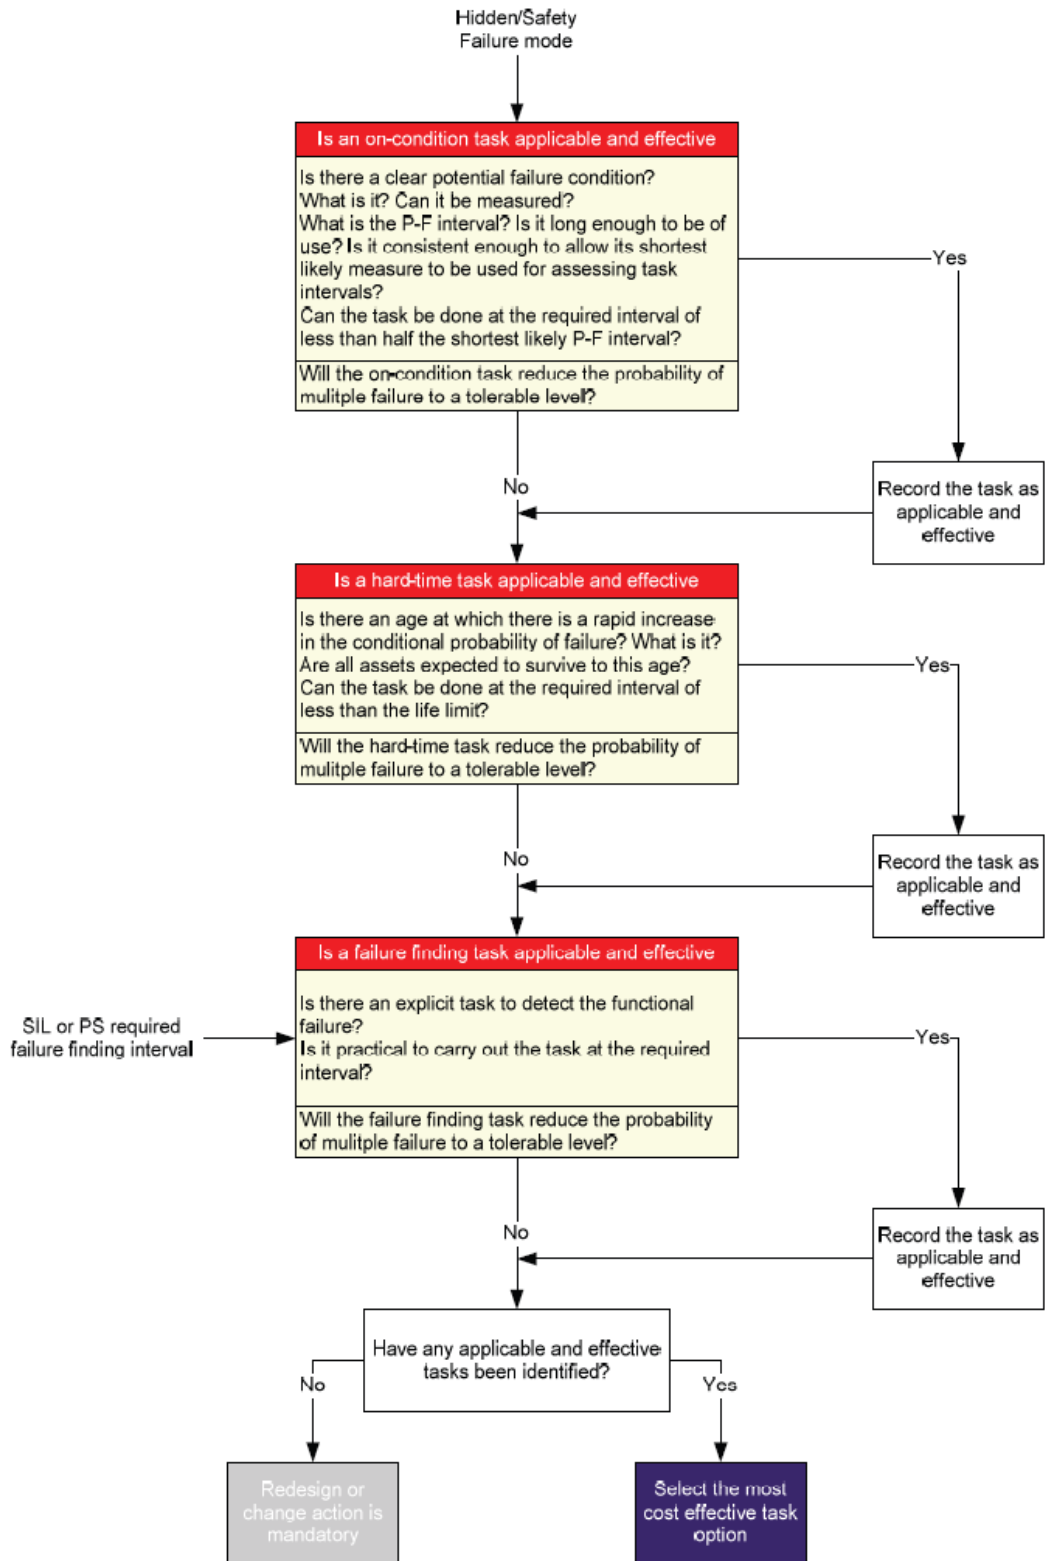 Hidden/Safety
Failure mode
Is an on-condition task applicable and effective
Is there a clear potential failure condition?
What is it? Can it be measured?
What is the P-F interval? Is it long enough to be of
use? Is it consistent enough to allow its shortest
likely measure to be used for assessing task
intervals?
Can the task be done at the required interval of
less than half the shortest likely P-F interval?
Will the on-condition task reduce the probability of
mulitple failure to a tolerable level?
Yes
No
Record the task as
applicable and
effective
Is a hard-time task applicable and effective
Is there an age at which there is a rapid increase
in the conditional probability of failure? What is it?
Are all assets expected to survive to this age?
Can the task be done at the required interval of
less than the life limit?
Will the hard-time task reduce the probability of
mulitple failure to a tolerable level?
Yes
No
Record the task as
applicable and
effective
Is a failure finding task applicable and effective
SIL or PS required
failure finding interval
Is there an explicit task to detect the functional
failure?
Is it practical to carry out the task at the required
interval?
Will the failure finding task reduce the probability
of mulitple failure to a tolerable level?
Yes
No
Record the task as
applicable and
effective
Have any applicable and effective
tasks been identified?
No
Yes
Redesign or
change action is
mandatory
Select the most
cost effective task
option